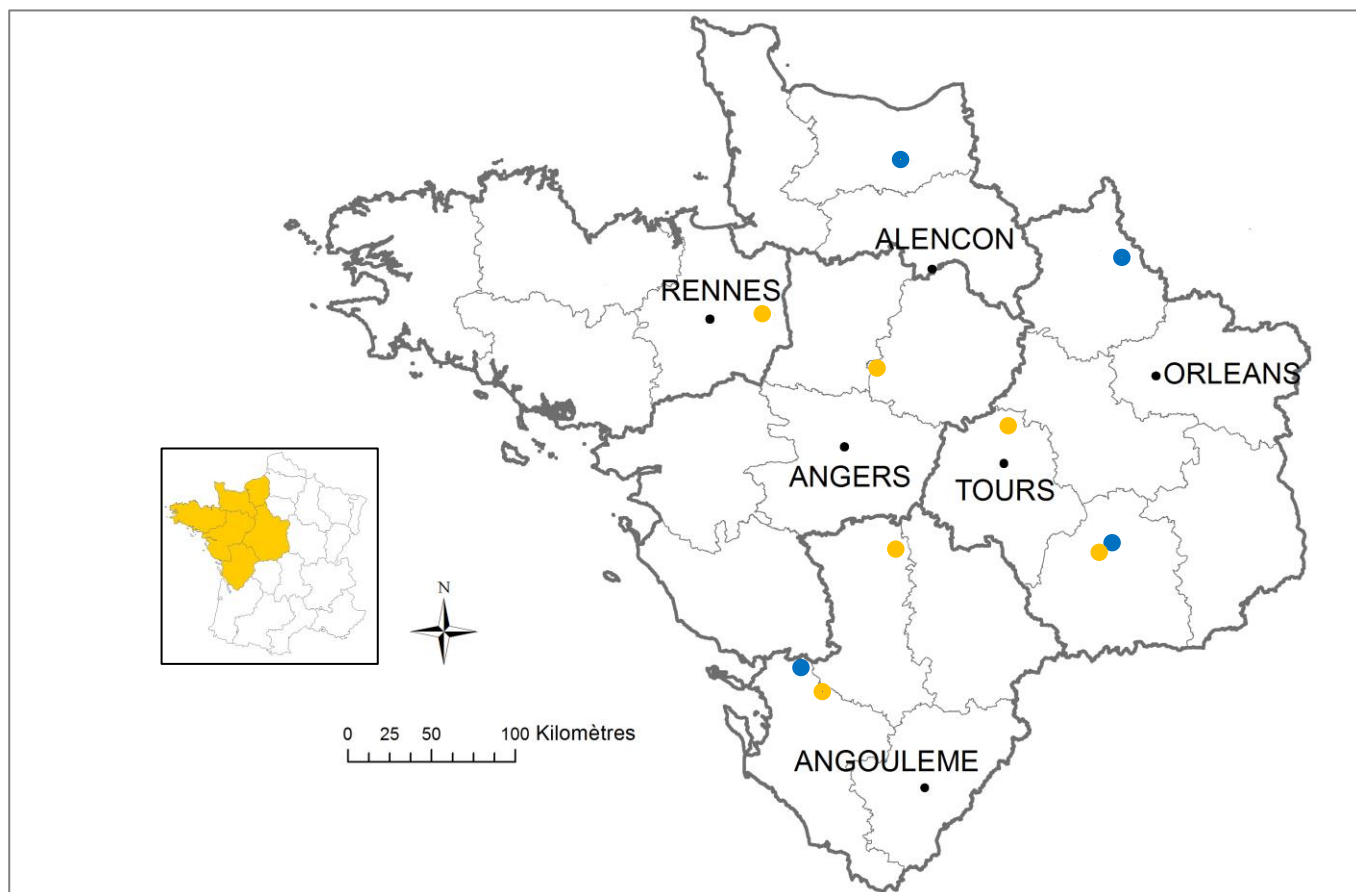 ALENCON
RENNES
ORLEANS
ANGERS
TOURS
N
0 25 50 100 Kilomètres
ANGOULEME